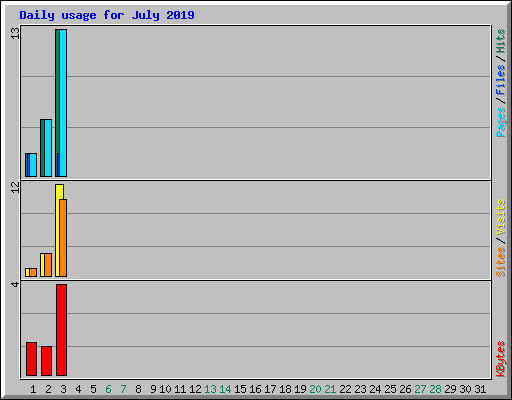 Daily usage for July 2019
13
Pages/Files/Hits
12
Sites/Visits
4
KBytes
1 2 3 4 5 6 7 8 9 10 11 12 13 14 15 16 17 18 19 20 21 22 23 24 25 26 27 28 29 30 31